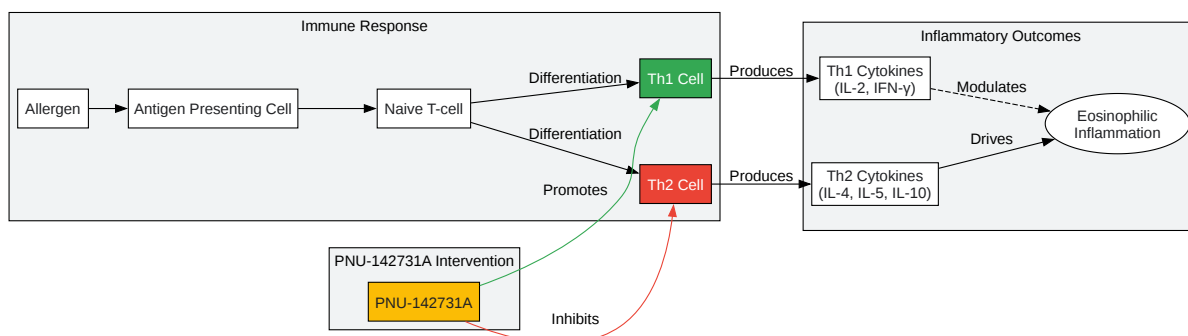 Immune Response
Inflammatory Outcomes
Allergen
Antigen Presenting Cell
Naive T-cell
Differentiation
Differentiation
Th1 Cell
Th2 Cell
Produces
Produces
Th1 Cytokines
(IL-2, IFN-γ)
Modulates
Eosinophilic
Inflammation
Drives
Th2 Cytokines
(IL-4, IL-5, IL-10)
Promotes
PNU-142731A Intervention
PNU-142731A
Inhibits